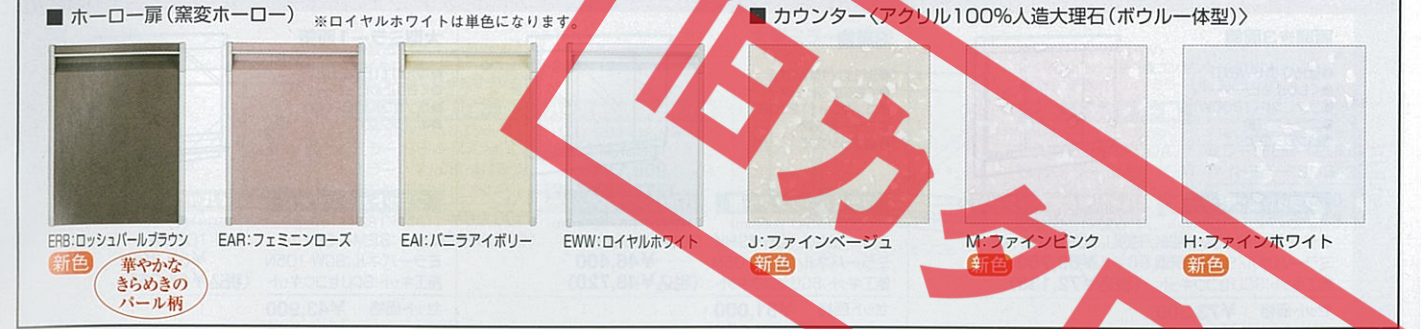 ■ ホーロー扉（窯変ホーロー） ※ロイヤルホワイトは単色になります。
■ カウンター〈アクリル100%人造大理石（ボウル一体型）〉
ERB:ロッシュパールブラウン
新色
華やかな
きらめきの
パール柄
EAR:フェミニンローズ
EAI:バニラアイボリー
EWW:ロイヤルホワイト
J:ファインベージュ
新色
M:ファインピンク
新色
H:ファインホワイト
新色
旧カタ